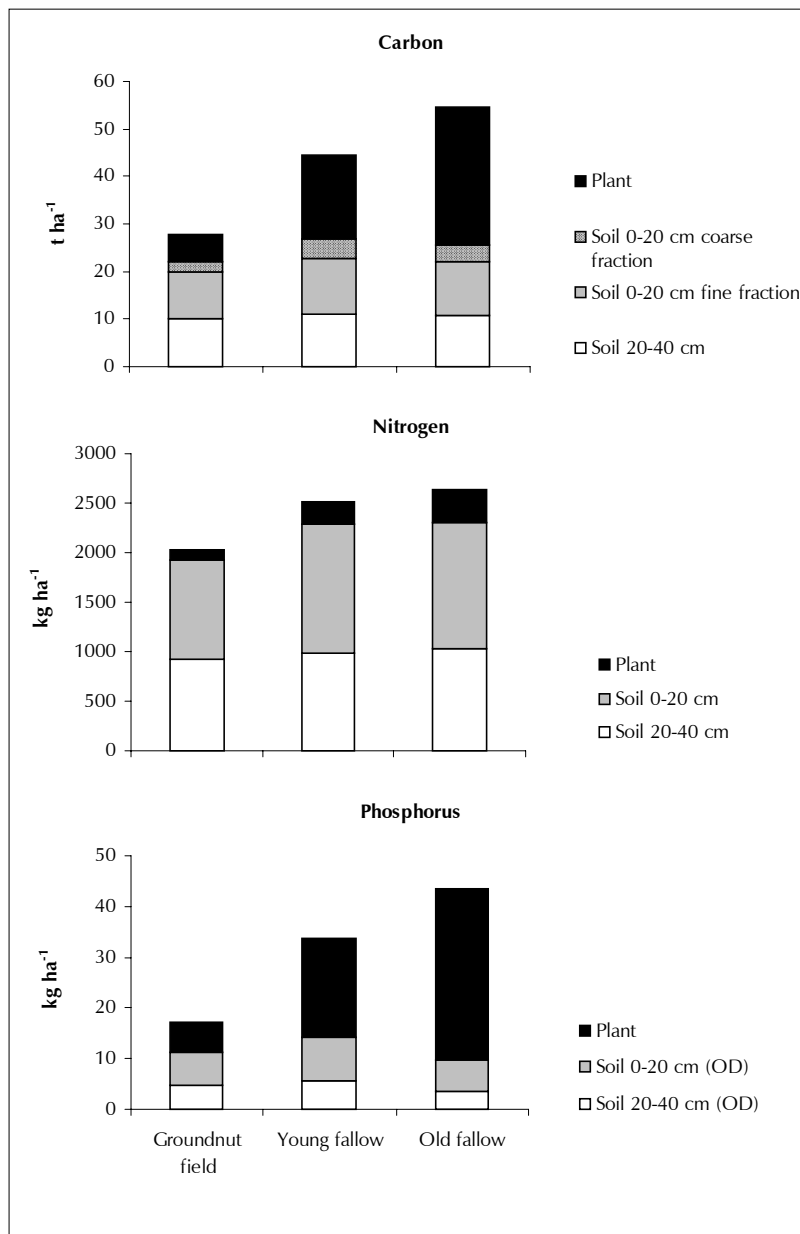 Carbon
60
50
40
30
20
10
0
t ha-1
Plant
Soil 0-20 cm coarse
fraction
Soil 0-20 cm fine fraction
Soil 20-40 cm
Nitrogen
3000
2500
2000
1500
1000
500
0
kg ha-1
Plant
Soil 0-20 cm
Soil 20-40 cm
Phosphorus
50
40
30
20
10
0
kg ha-1
Plant
Soil 0-20 cm (OD)
Soil 20-40 cm (OD)
Groundnut
field
Young fallow
Old fallow